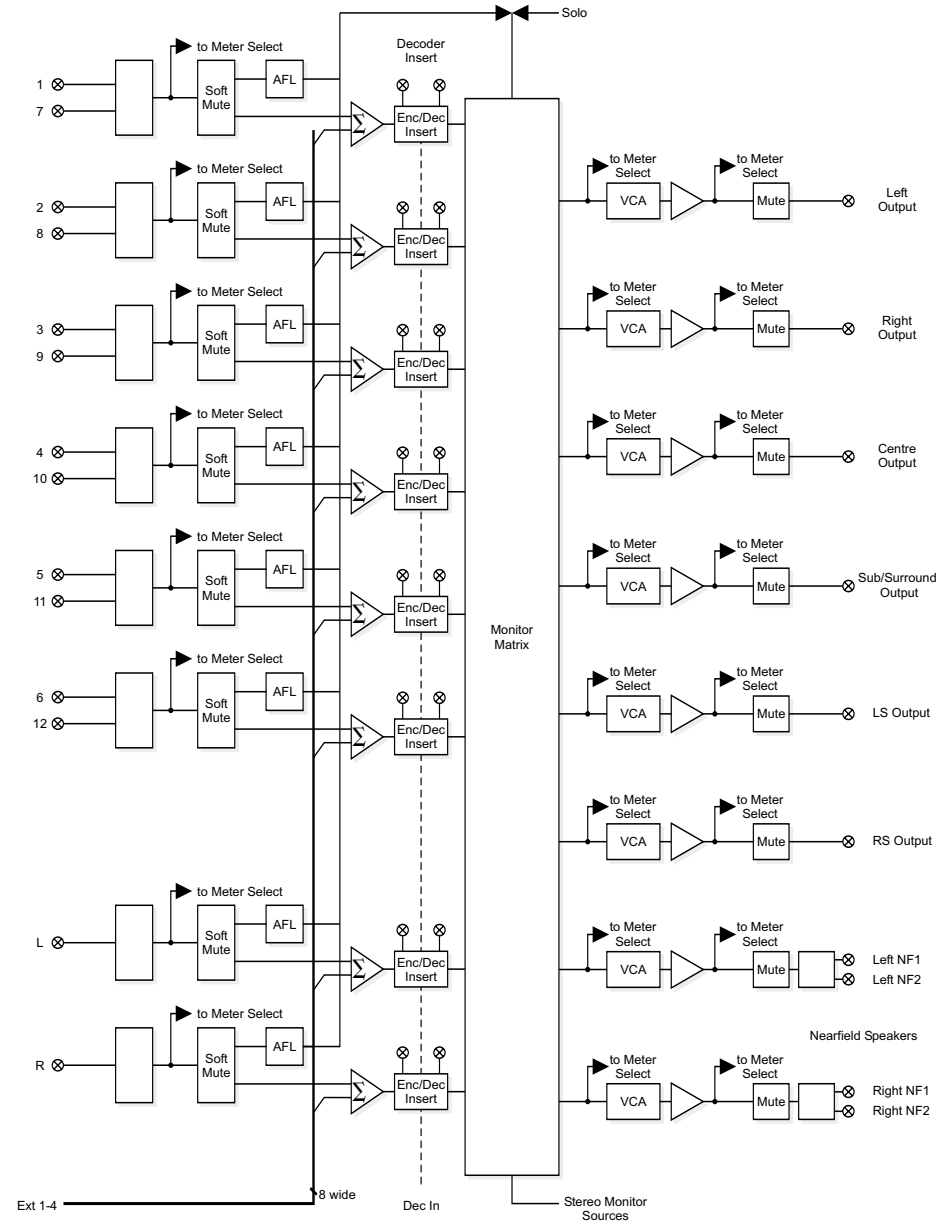 Solo
Decoder
Insert
to Meter Select
1
7
Soft
Mute
AFL
Σ
Enc/Dec
Insert
to Meter Select
2
8
Soft
Mute
AFL
Σ
Enc/Dec
Insert
to Meter Select
3
9
Soft
Mute
AFL
Σ
Enc/Dec
Insert
to Meter Select
4
10
Soft
Mute
AFL
Σ
Enc/Dec
Insert
to Meter Select
5
11
Soft
Mute
AFL
Σ
Enc/Dec
Insert
to Meter Select
6
12
Soft
Mute
AFL
Σ
Enc/Dec
Insert
to Meter Select
L
Soft
Mute
AFL
Σ
Enc/Dec
Insert
to Meter Select
R
Soft
Mute
AFL
Σ
Enc/Dec
Insert
Ext 1-4
8 wide
Dec In
Monitor
Matrix
Stereo Monitor
Sources
to Meter
Select
to Meter
Select
VCA
Mute
Left
Output
to Meter
Select
to Meter
Select
VCA
Mute
Right
Output
to Meter
Select
to Meter
Select
VCA
Mute
Centre
Output
to Meter
Select
to Meter
Select
VCA
Mute
Sub/Surround
Output
to Meter
Select
to Meter
Select
VCA
Mute
LS Output
to Meter
Select
to Meter
Select
VCA
Mute
RS Output
to Meter
Select
to Meter
Select
VCA
Mute
Left NF1
Left NF2
Nearfield Speakers
to Meter
Select
to Meter
Select
VCA
Mute
Right NF1
Right NF2